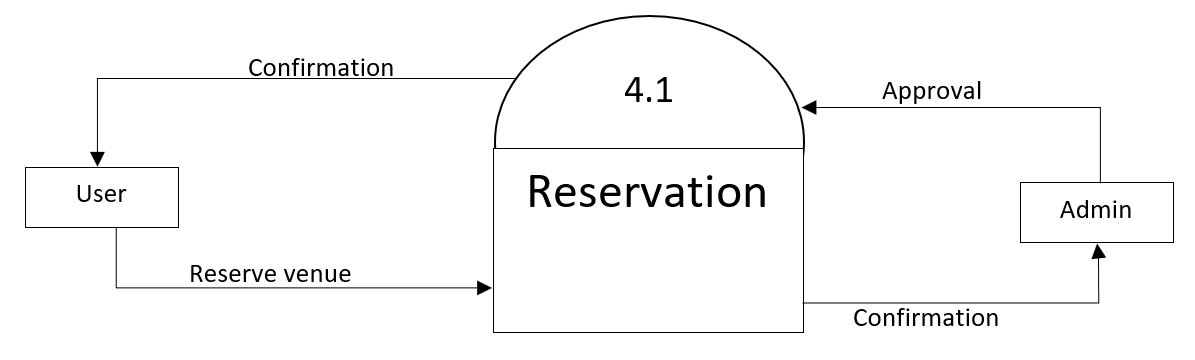 Confirmation
4.1
Approval
User
Reservation
Admin
Reserve venue
Confirmation